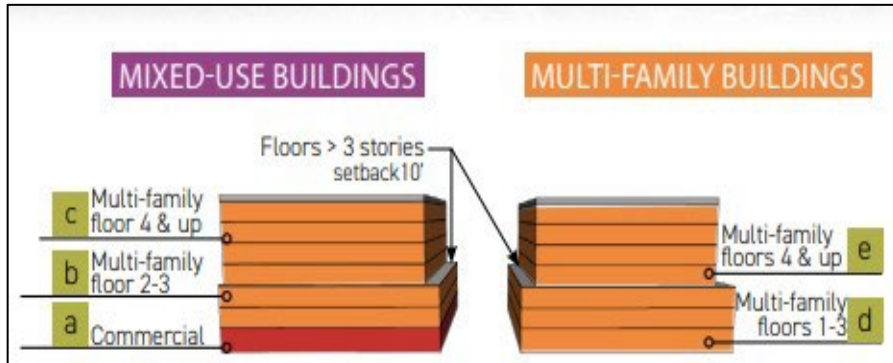 MIXED-USE BUILDINGS
MULTI-FAMILY BUILDINGS
Floors > 3 stories
setback10'
c
Multi-family
floor 4 & up
b
Multi-family
floor 2-3
a
Commercial
Multi-family
floors 4 & up
e
Multi-family
floors 1-3
d